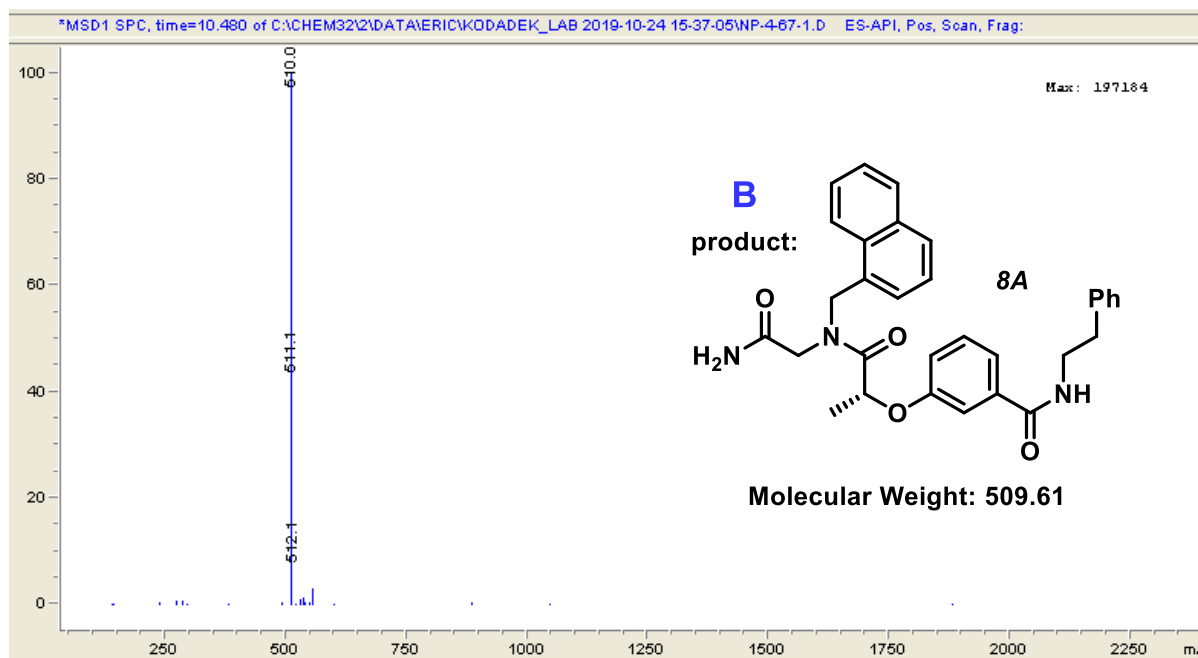 *MSD1 SPC, time=10.480 of C:\CHEM32\2\DATA\ERIC\KODADEK_LAB 2019-10-24 15-37-05\NP-4-67-1.D ES-API, Pos, Scan, Frag:
100
80
60
40
20
0
510.0
511.1
512.1
Max: 197184
B
product:
8A
O
H2N
N
O
O
Ph
NH
O
Molecular Weight: 509.61
250
500
750
1000
1250
1500
1750
2000
2250
m